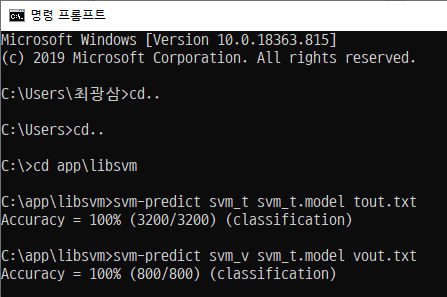 명령 프롬프트
Microsoft Windows [Version 10.0.18363.815]
(c) 2019 Microsoft Corporation. All rights reserved.
C:\Users\최광삼>cd..
C:\Users>cd..
C:\>cd app\libsvm
C:\app\libsvm>svm-predict svm_t svm_t.model tout.txt
Accuracy = 100% (3200/3200) (classification)
C:\app\libsvm>svm-predict svm_v svm_t.model vout.txt
Accuracy = 100% (800/800) (classification)